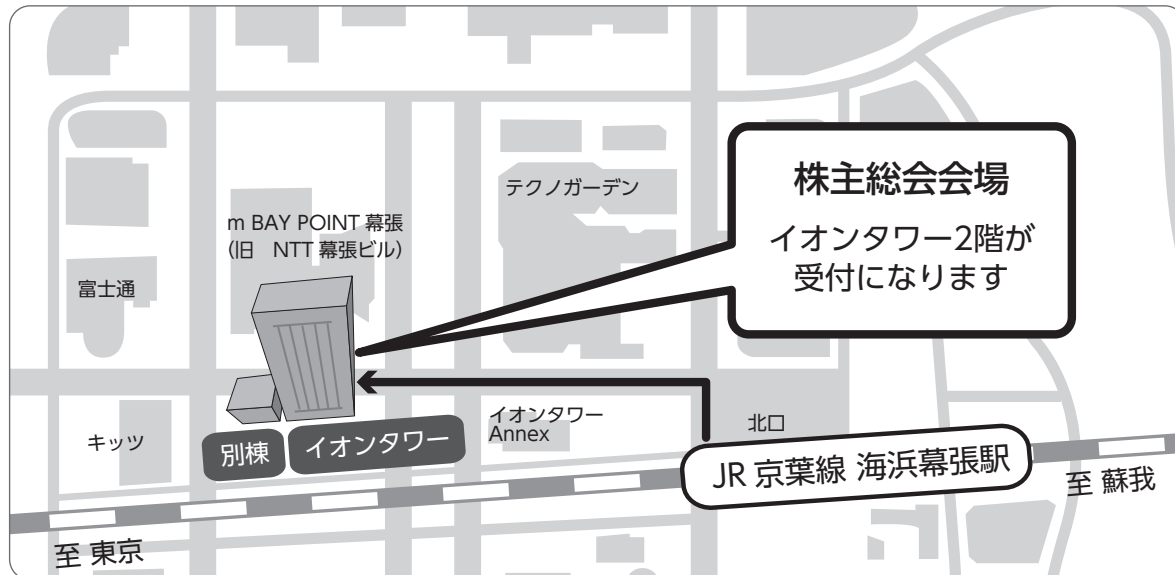 株主総会会場
イオンタワー2階が
受付になります
テクノガーデン
m BAY POINT 幕張
(旧　NTT 幕張ビル)
富士通
キッツ
別棟
イオンタワー
イオンタワー
Annex
北口
JR 京葉線 海浜幕張駅
至 蘇我
至 東京